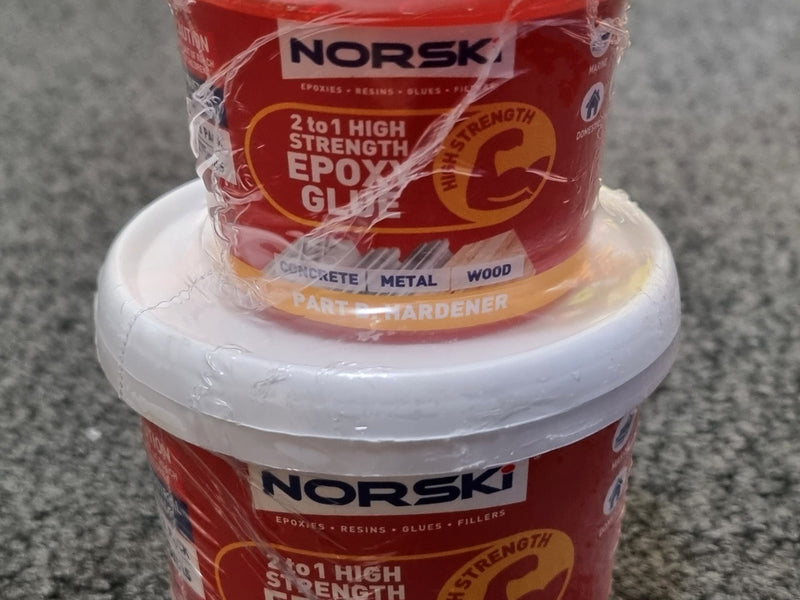 NORSKi
EPOXIES • RESINS • GLUES • FILLERS
2 to 1 HIGH
STRENGTH
EPOXY
GLUE
HIGH STRENGTH
CONCRETE METAL WOOD
PART B. HARDENER
NORSKi
EPOXIES • RESINS • GLUES • FILLERS
2 to 1 HIGH
STRENGTH
HIGH STRENGTH